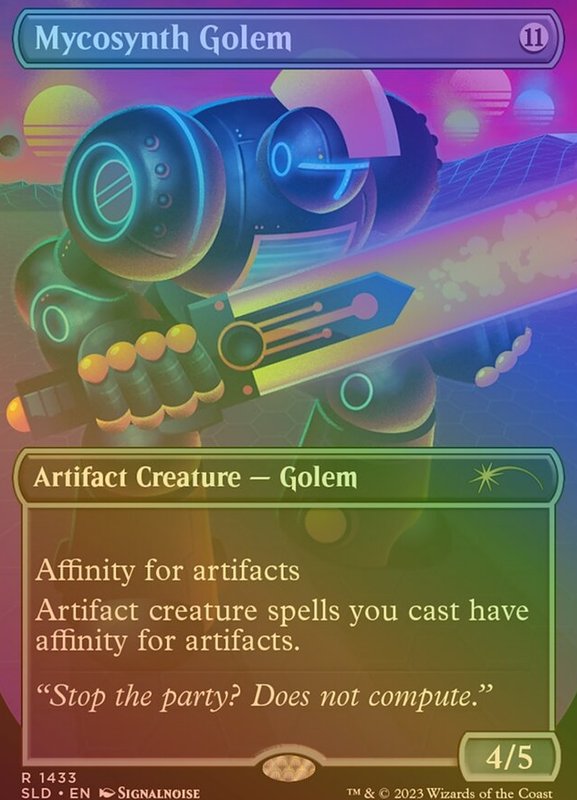 Mycosynth Golem 11
Artifact Creature — Golem
Affinity for artifacts
Artifact creature spells you cast have
affinity for artifacts.
“Stop the party? Does not compute.”
4/5
R 1433
SLD • EN Signalnoise ™ & © 2023 Wizards of the Coast